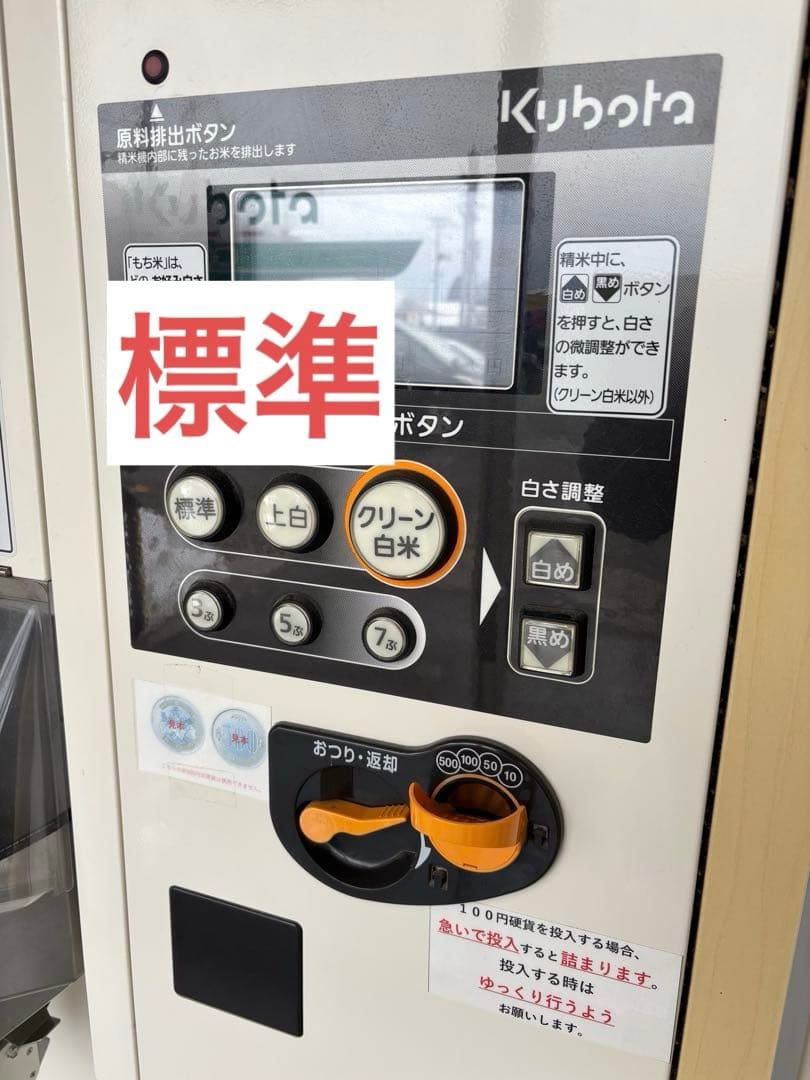 Kubota
原料排出ボタン
精米機内部に残ったお米を排出します
「もち米」は、
標準
精米中に、
白め 黒め ボタン
を押すと、白さ
の微調整ができ
ます。
(クリーン白米以外)
ボタン
白さ調整
標準 上白 クリーン
白米
白め
3ぶ 5ぶ 7ぶ
黒め
見本 見本
おつり・返却
500 100 50 10
100円硬貨を投入する場合、
急いで投入すると詰まります。
投入する時は
ゆっくり行うよう
お願いします。